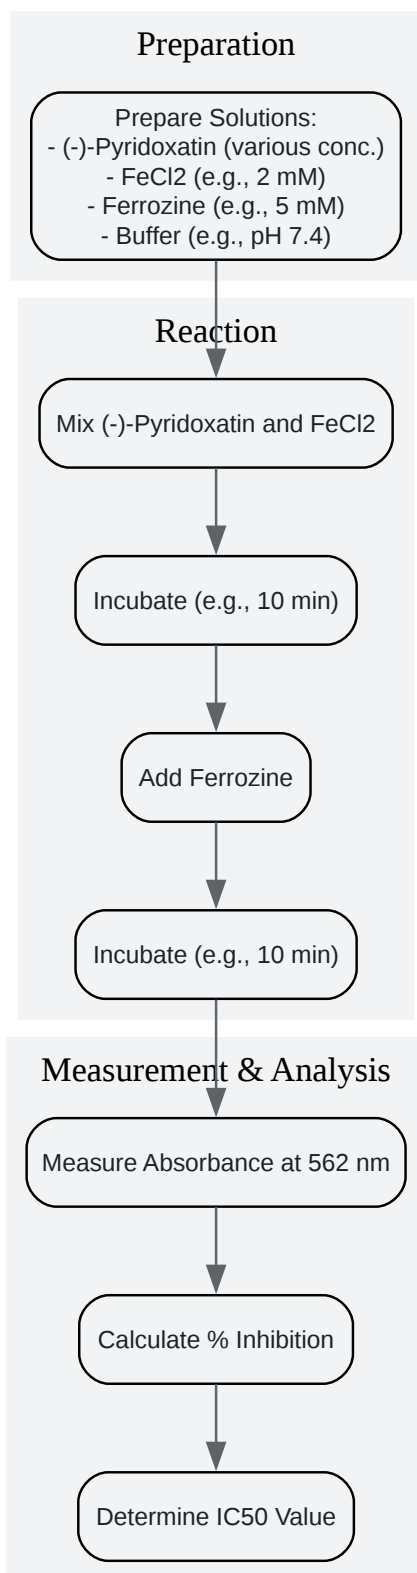 Preparation
Prepare Solutions:
- (-)-Pyridoxatin (various conc.)
- FeCl2 (e.g., 2 mM)
- Ferrozine (e.g., 5 mM)
- Buffer (e.g., pH 7.4)
Reaction
Mix (-)-Pyridoxatin and FeCl2
Incubate (e.g., 10 min)
Add Ferrozine
Incubate (e.g., 10 min)
Measurement & Analysis
Measure Absorbance at 562 nm
Calculate % Inhibition
Determine IC50 Value